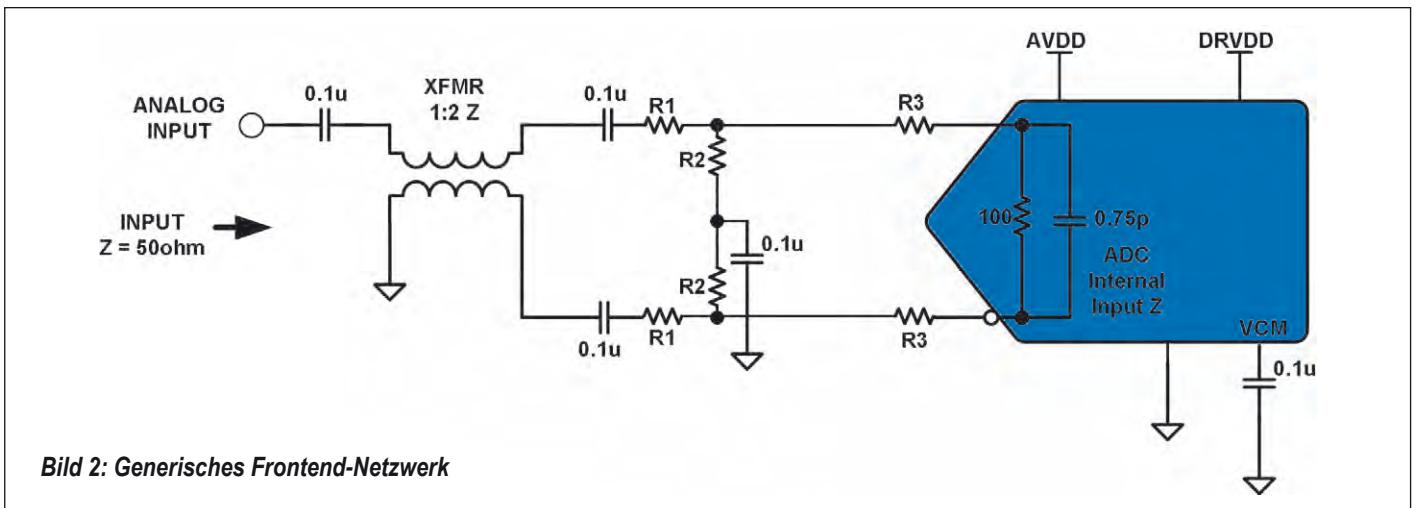 AVDD
DRVDD
XFMR
1:2 Z
ANALOG
INPUT
0.1u
0.1u
R1
R3
R2
INPUT
Z = 50ohm
100
0.75p
0.1u
ADC
Internal
Input Z
R2
0.1u
R1
R3
VCM
0.1u
Bild 2: Generisches Frontend-Netzwerk